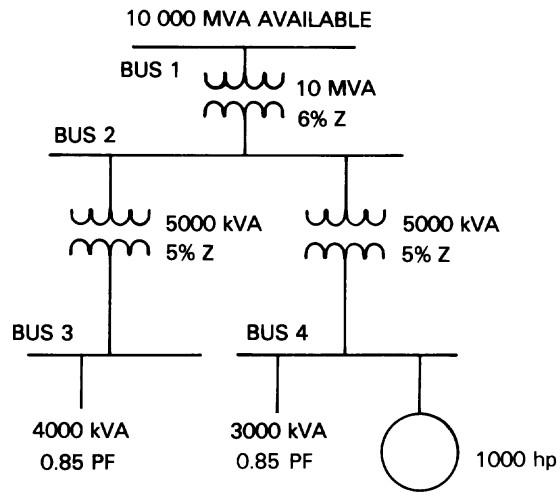 10 000 MVA AVAILABLE
BUS 1
10 MVA
6% Z
BUS 2
5000 kVA
5% Z
5000 kVA
5% Z
BUS 3
BUS 4
4000 kVA
0.85 PF
3000 kVA
0.85 PF
1000 hp